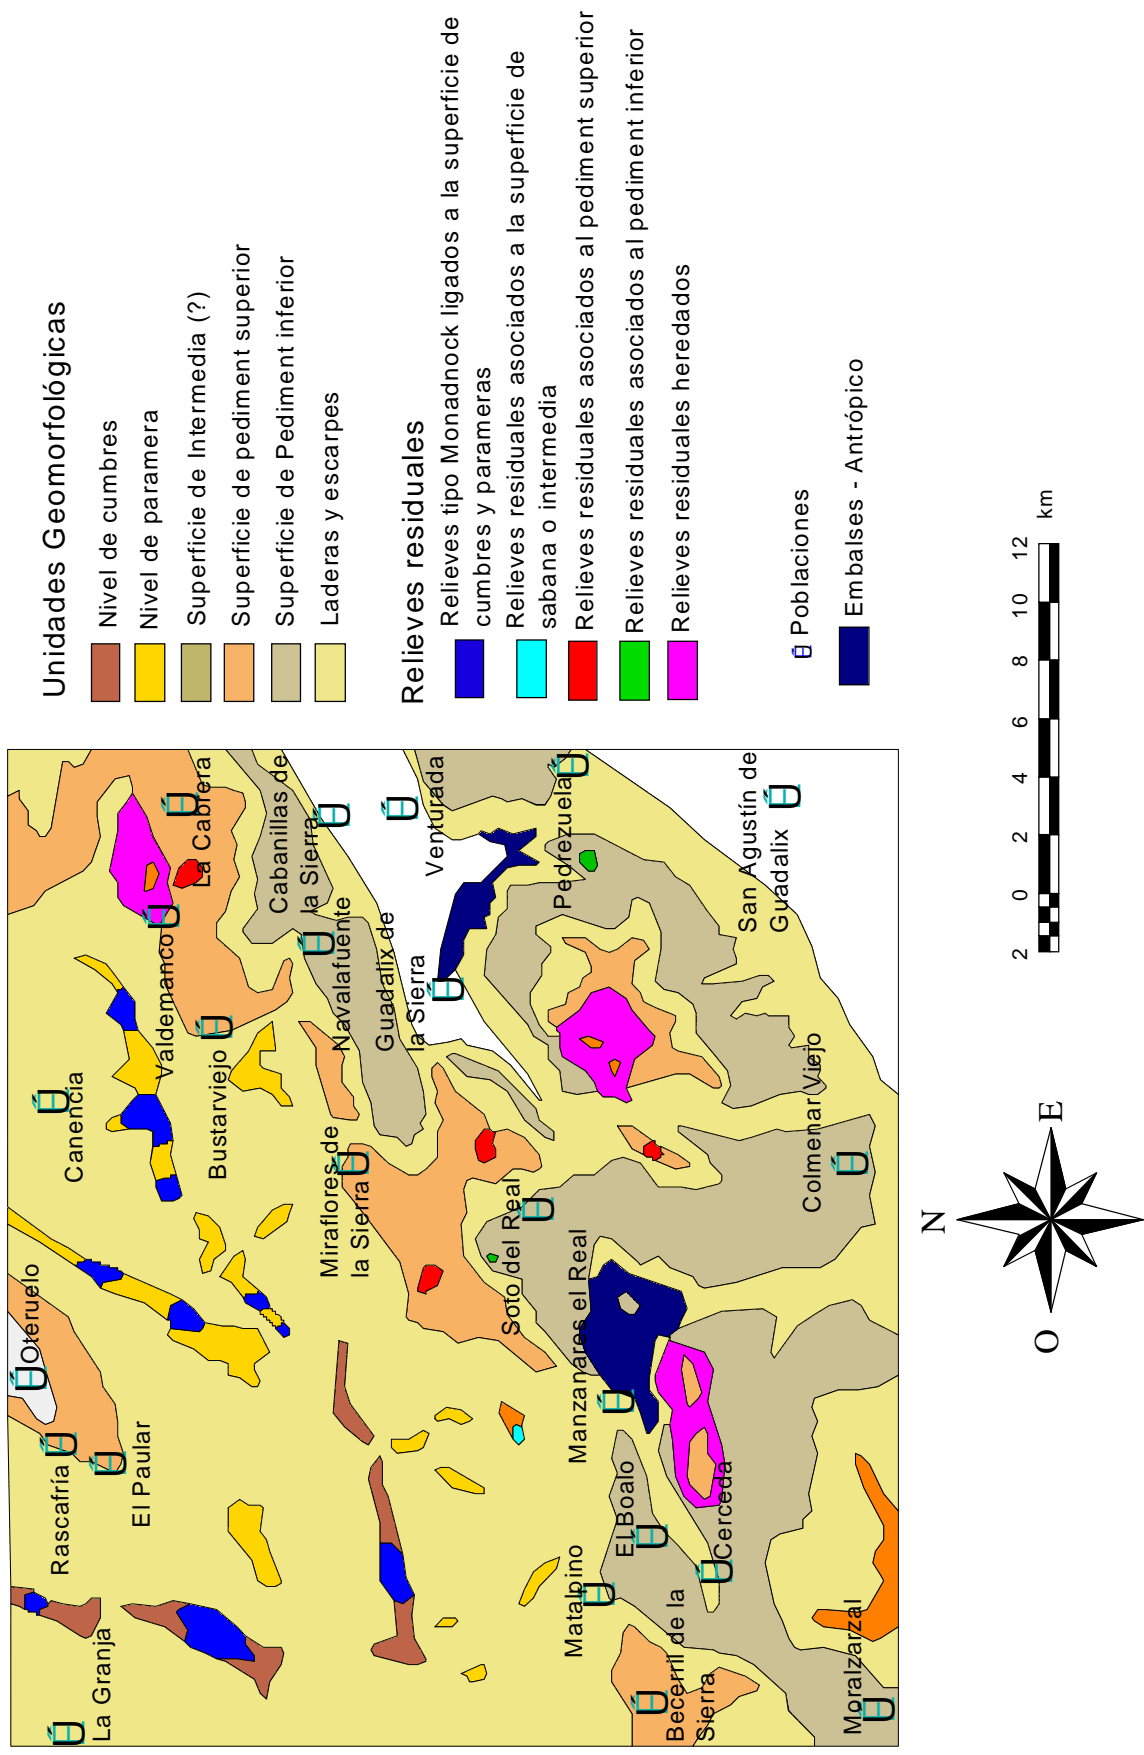 Unidades Geomorfológicas
Nivel de cumbres
Nivel de paramera
Superficie de Intermedia (?)
Superficie de pediment superior
Superficie de Pediment inferior
Laderas y escarpes
Relieves residuales
Relieves tipo Monadnock ligados a la superficie de
cumbres y parameras
Relieves residuales asociados a la superficie de
sabana o intermedia
Relieves residuales asociados al pediment superior
Relieves residuales asociados al pediment inferior
Relieves residuales heredados
Poblaciones
Embalses - Antrópico
La Granja
Rascafría
El Paular
Oteruelo
Canencia
Valdemanco
La Cabrera
Bustarviejo
Cabanillas de
la Sierra
Navalafuente
Miraflores de
la Sierra
Guadalix de
la Sierra
Venturada
Soto del Real
Pedrezuela
Manzanares el Real
Matalpino
El Boalo
Cerceda
Becerril de la
Sierra
San Agustín de
Guadalix
Colmenar Viejo
Moralzarzal
N
O
E
2 0 2 4 6 8 10 12
km